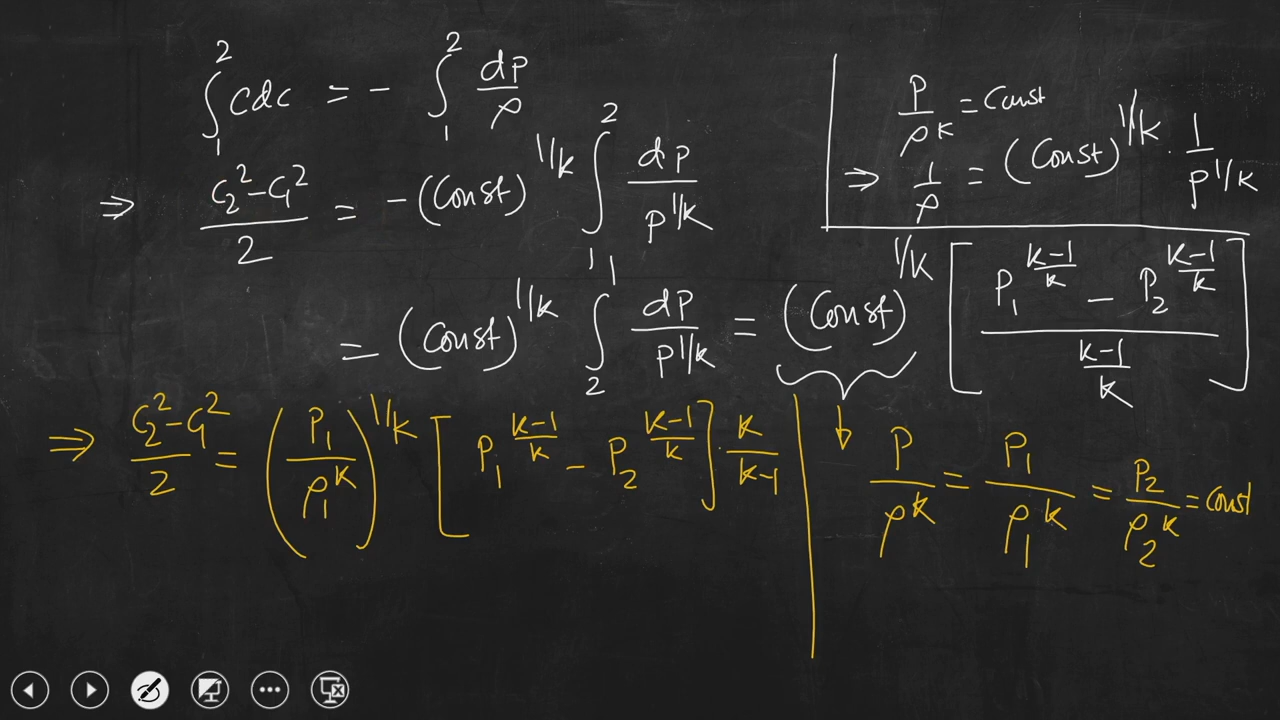 ∫₁² c dc = - ∫₁² dp/ρ
P/ρ^k = Const
⇒ 1/ρ = (Const)^{1/k} · 1/P^{1/k}
⇒ (C₂² - C₁²)/2 = -(Const)^{1/k} ∫₁² dp/p^{1/k}
= (Const)^{1/k} ∫₂¹ dp/p^{1/k} = (Const)^{1/k} [(P₁^{(k-1)/k} - P₂^{(k-1)/k})/((k-1)/k)]
⇒ (C₂² - C₁²)/2 = (P₁/ρ₁^k)^{1/k} [P₁^{(k-1)/k} - P₂^{(k-1)/k}] · k/(k-1)
↓ P/ρ^k = P₁/ρ₁^k = P₂/ρ₂^k = Const